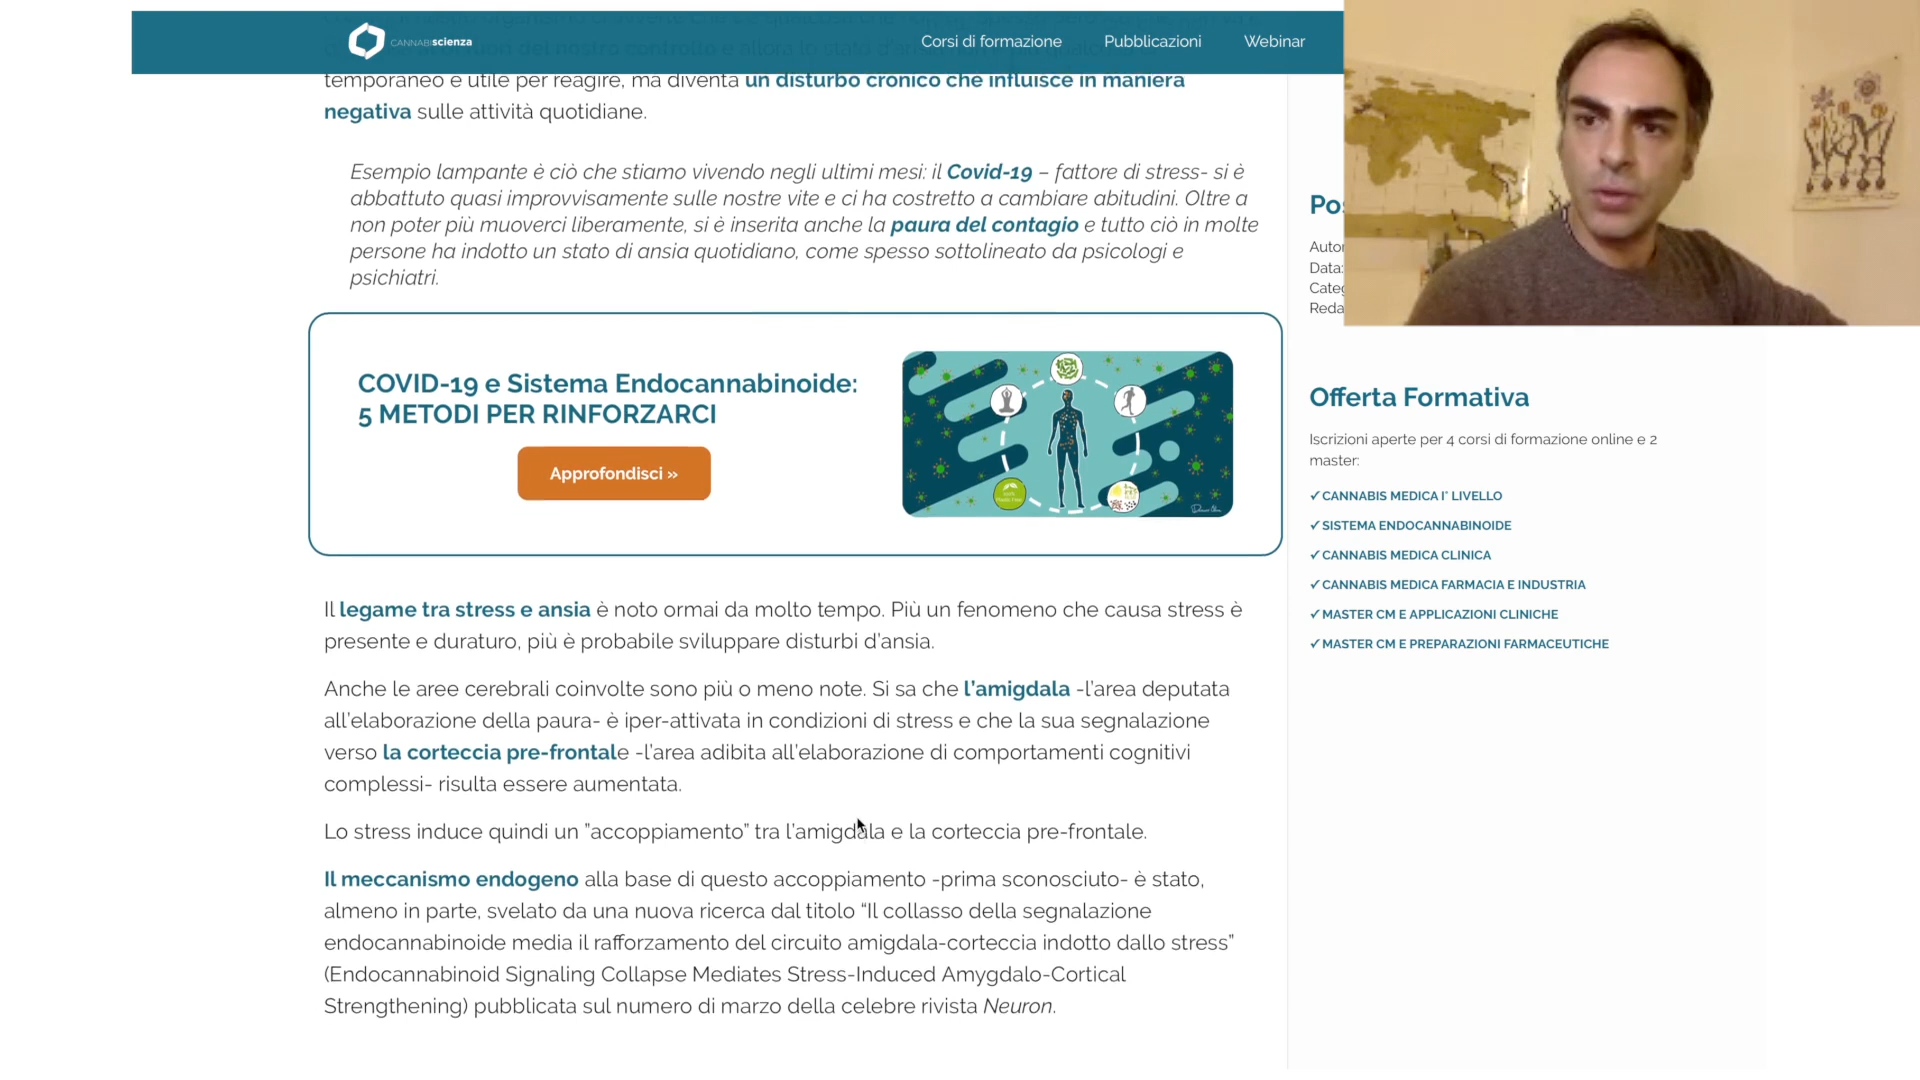 CANNABISCIENZA
Corsi di formazione
Pubblicazioni
Webinar
temporaneo e utile per reagire, ma diventa un disturbo cronico che influisce in maniera
negativa sulle attività quotidiane.
Esempio lampante è ciò che stiamo vivendo negli ultimi mesi: il Covid-19 – fattore di stress- si è
abbattuto quasi improvvisamente sulle nostre vite e ci ha costretto a cambiare abitudini. Oltre a
non poter più muoverci liberamente, si è inserita anche la paura del contagio e tutto ciò in molte
persone ha indotto un stato di ansia quotidiano, come spesso sottolineato da psicologi e
psichiatri.
COVID-19 e Sistema Endocannabinoide:
5 METODI PER RINFORZARCI
Approfondisci »
Il legame tra stress e ansia è noto ormai da molto tempo. Più un fenomeno che causa stress è
presente e duraturo, più è probabile sviluppare disturbi d'ansia.
Anche le aree cerebrali coinvolte sono più o meno note. Si sa che l'amigdala -l'area deputata
all'elaborazione della paura- è iper-attivata in condizioni di stress e che la sua segnalazione
verso la corteccia pre-frontale -l'area adibita all'elaborazione di comportamenti cognitivi
complessi- risulta essere aumentata.
Lo stress induce quindi un "accoppiamento" tra l'amigdala e la corteccia pre-frontale.
Il meccanismo endogeno alla base di questo accoppiamento -prima sconosciuto- è stato,
almeno in parte, svelato da una nuova ricerca dal titolo “Il collasso della segnalazione
endocannabinoide media il rafforzamento del circuito amigdala-corteccia indotto dallo stress”
(Endocannabinoid Signaling Collapse Mediates Stress-Induced Amygdalo-Cortical
Strengthening) pubblicata sul numero di marzo della celebre rivista Neuron.
Data:
Offerta Formativa
Iscrizioni aperte per 4 corsi di formazione online e 2
master:
✓ CANNABIS MEDICA I° LIVELLO
✓ SISTEMA ENDOCANNABINOIDE
✓ CANNABIS MEDICA CLINICA
✓ CANNABIS MEDICA FARMACIA E INDUSTRIA
✓ MASTER CM E APPLICAZIONI CLINICHE
✓ MASTER CM E PREPARAZIONI FARMACEUTICHE